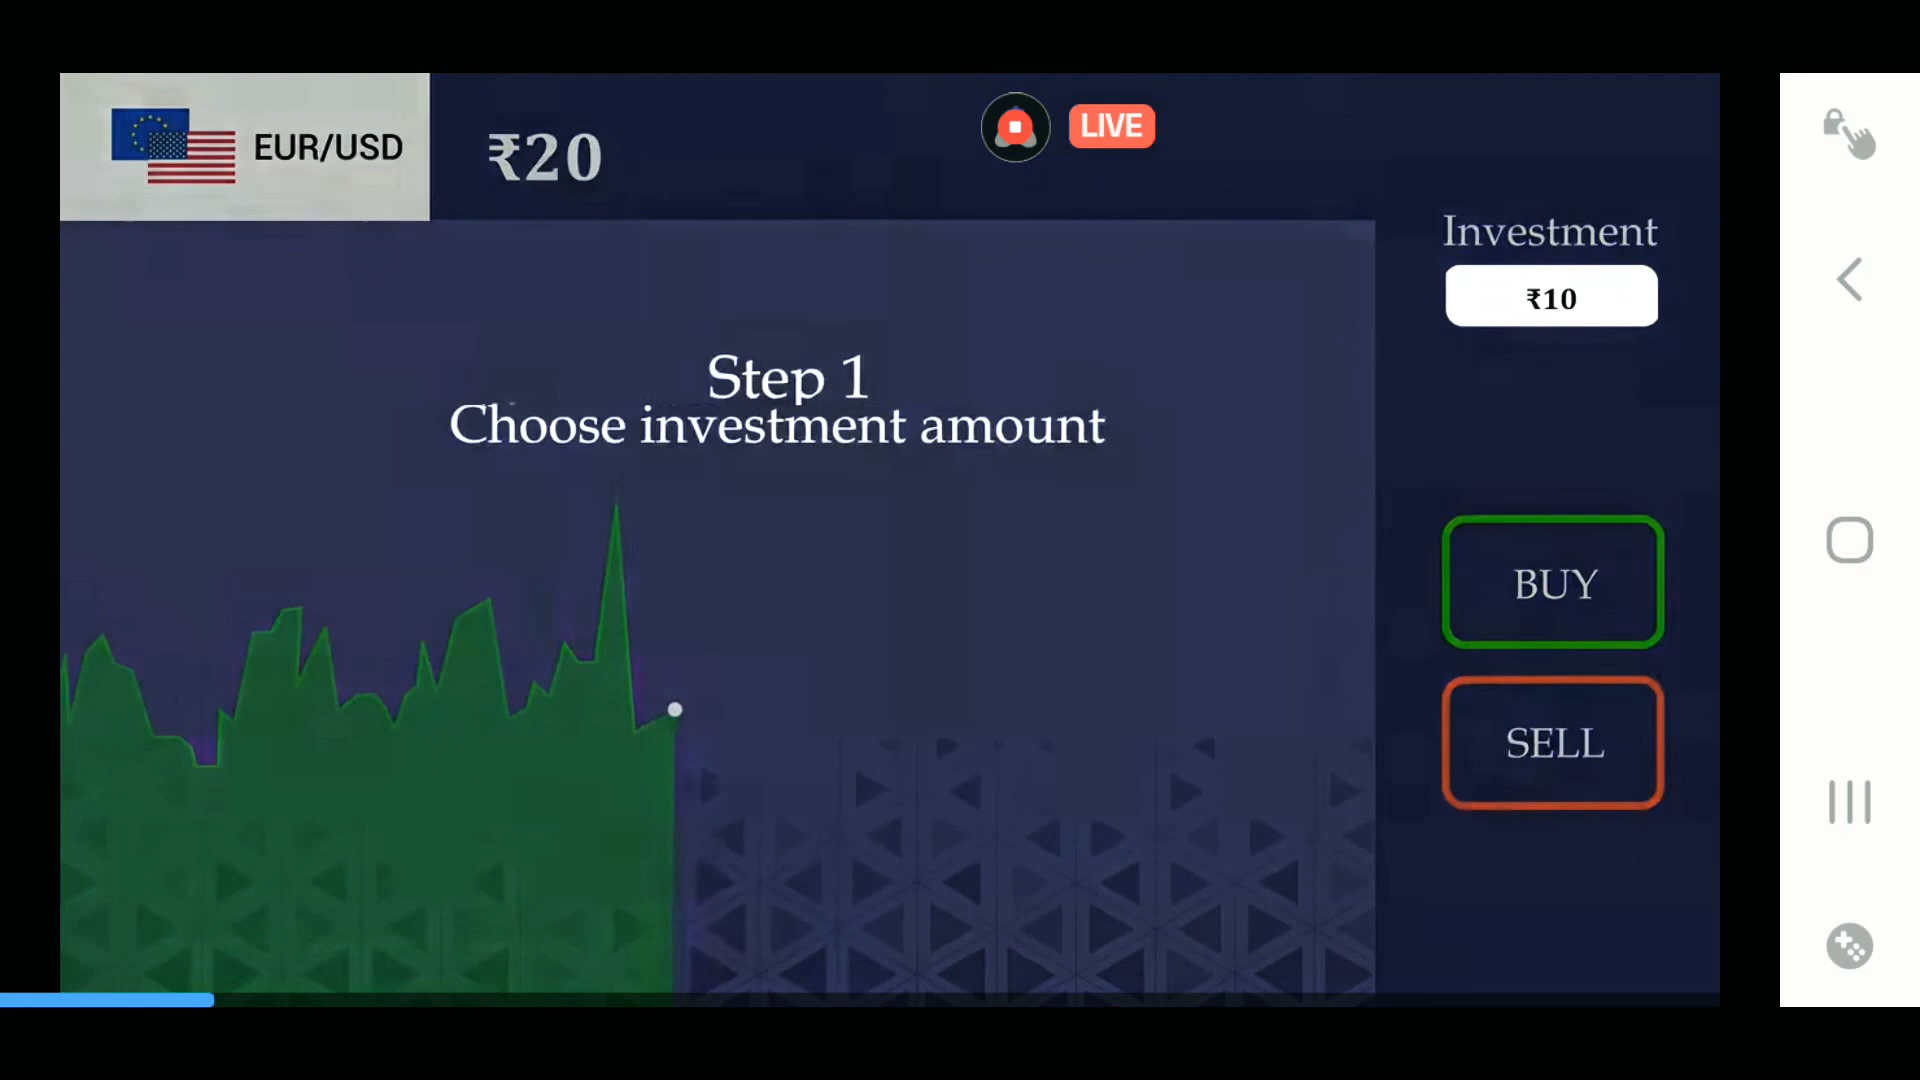 EUR/USD
₹20
LIVE
Investment
₹10
Step 1
Choose investment amount
BUY
SELL